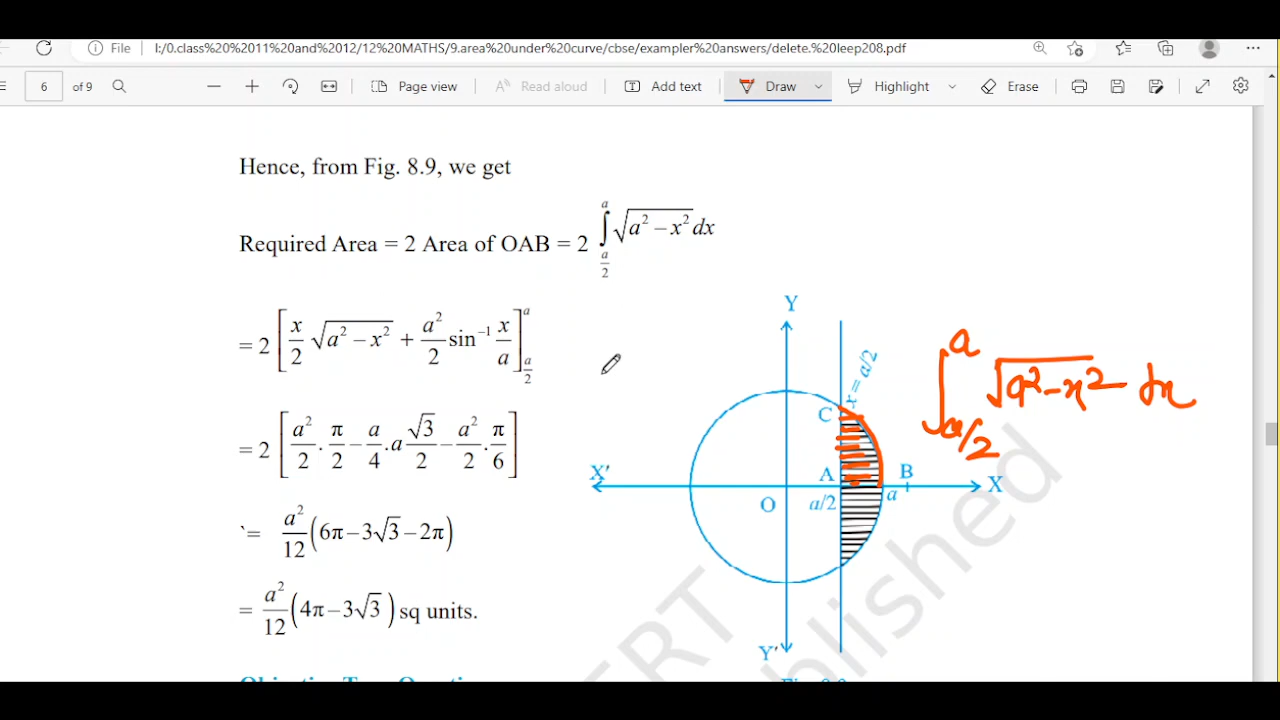 File
I:/0.class%20%2011%20and%2012/12%20MATHS/9.area%20under%20curve/cbse/exampler%20answers/delete.%20leep208.pdf
6 of 9
Page view
Read aloud
Add text
Draw
Highlight
Erase
Hence, from Fig. 8.9, we get
Required Area = 2 Area of OAB = 2 ∫_{a/2}^{a} √(a² – x²) dx
= 2 [x/2 √(a² – x²) + a²/2 sin⁻¹ x/a]_{a/2}^{a}
= 2 [a²/2 . π/2 – a/4 . a √3/2 – a²/2 . π/6]
`= a²/12 (6π – 3√3 – 2π)
= a²/12 (4π – 3√3) sq units.
Y
x = a/2
C
X'
A
B
X
O
a/2
a
Y'
∫_{a/2}^{a} √(a² – x²) dx